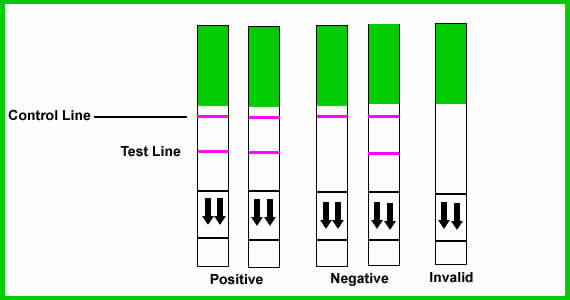 Control Line
Test Line
Positive
Negative
Invalid